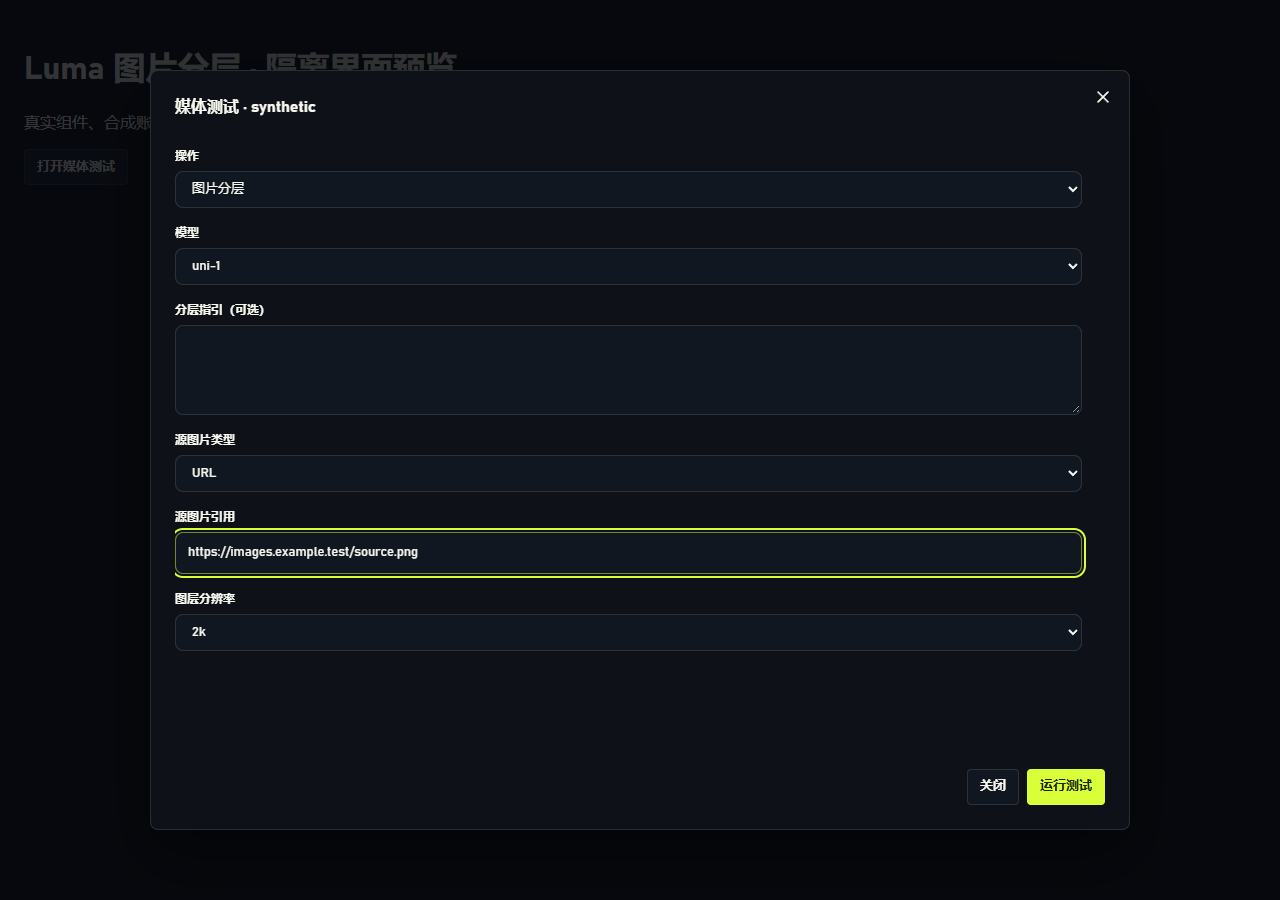 Luma 图片分层 · 隔离界面预览
真实组件、合成账
打开媒体测试
媒体测试 · synthetic
操作
图片分层
模型
uni-1
分层指引（可选）
源图片类型
URL
源图片引用
https://images.example.test/source.png
图层分辨率
2k
关闭
运行测试